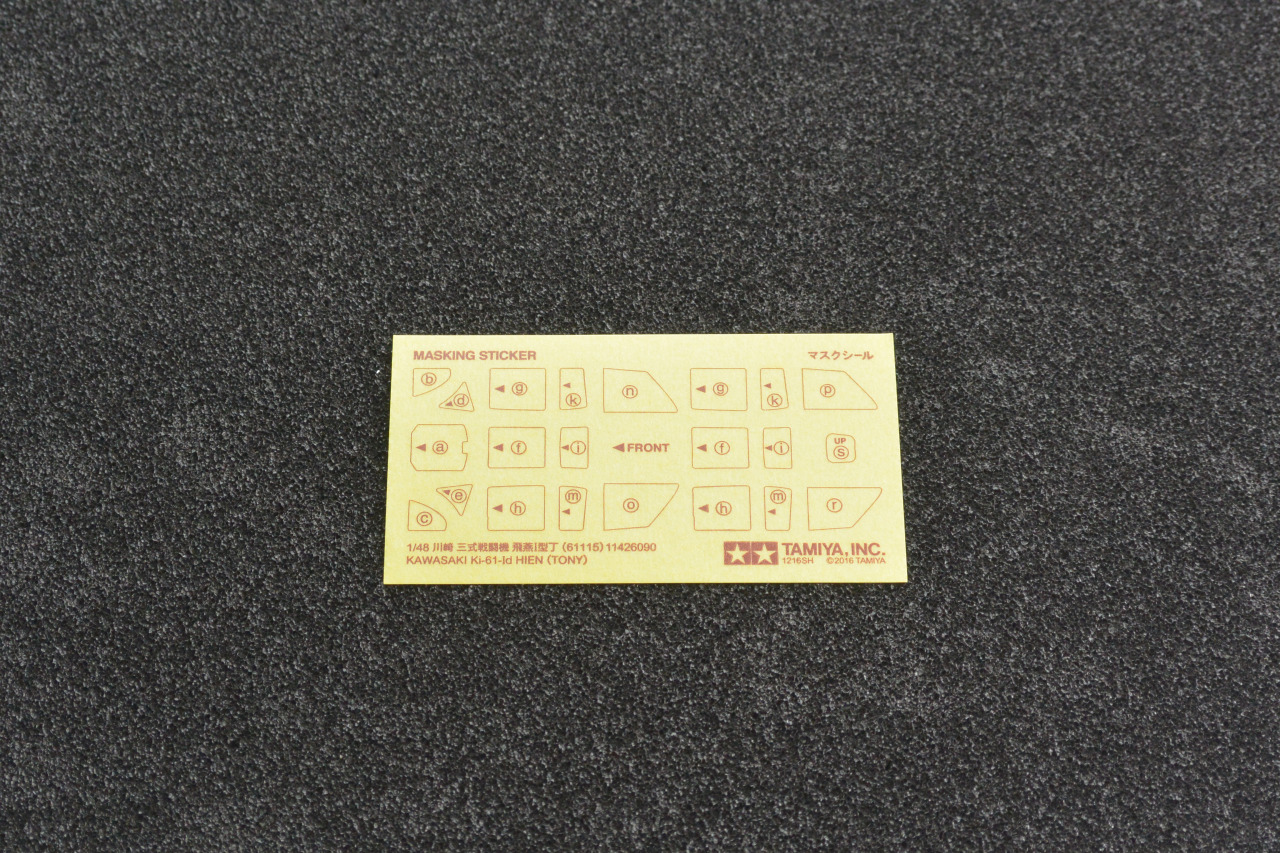 MASKING STICKER マスクシール
b d g k n g k p
a f i ◀FRONT f i UP S
c e h m o h m r
1/48 川崎 三式戦闘機 飛燕I型丁 (61115) 11426090
KAWASAKI Ki-61-Id HIEN (TONY)
TAMIYA, INC.
1216SH ©2016 TAMIYA